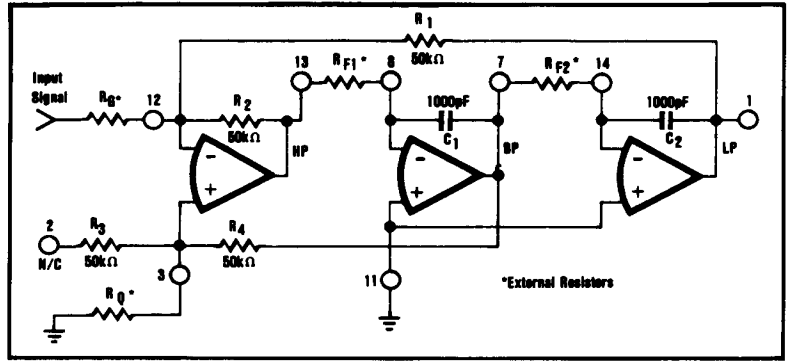 R1
50kΩ
Input
Signal
RG*
12
R2
50kΩ
13
RF1*
8
1000pF
C1
7
RF2*
14
1000pF
C2
1
HP
BP
LP
−
+
−
+
−
+
2
N/C
R3
50kΩ
3
R4
50kΩ
RQ*
11
*External Resistors